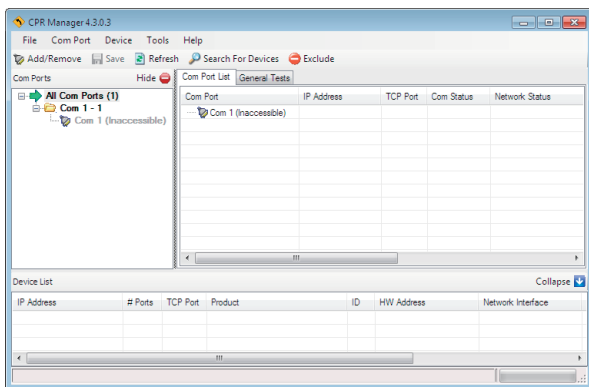 CPR Manager 4.3.0.3
File Com Port Device Tools Help
Add/Remove Save Refresh Search For Devices Exclude
Com Ports Hide Com Port List General Tests
All Com Ports (1)
Com Port IP Address TCP Port Com Status Network Status
Com 1 - 1
Com 1 (Inaccessible)
Com 1 (Inaccessible)
Device List Collapse
IP Address # Ports TCP Port Product ID HW Address Network Interface